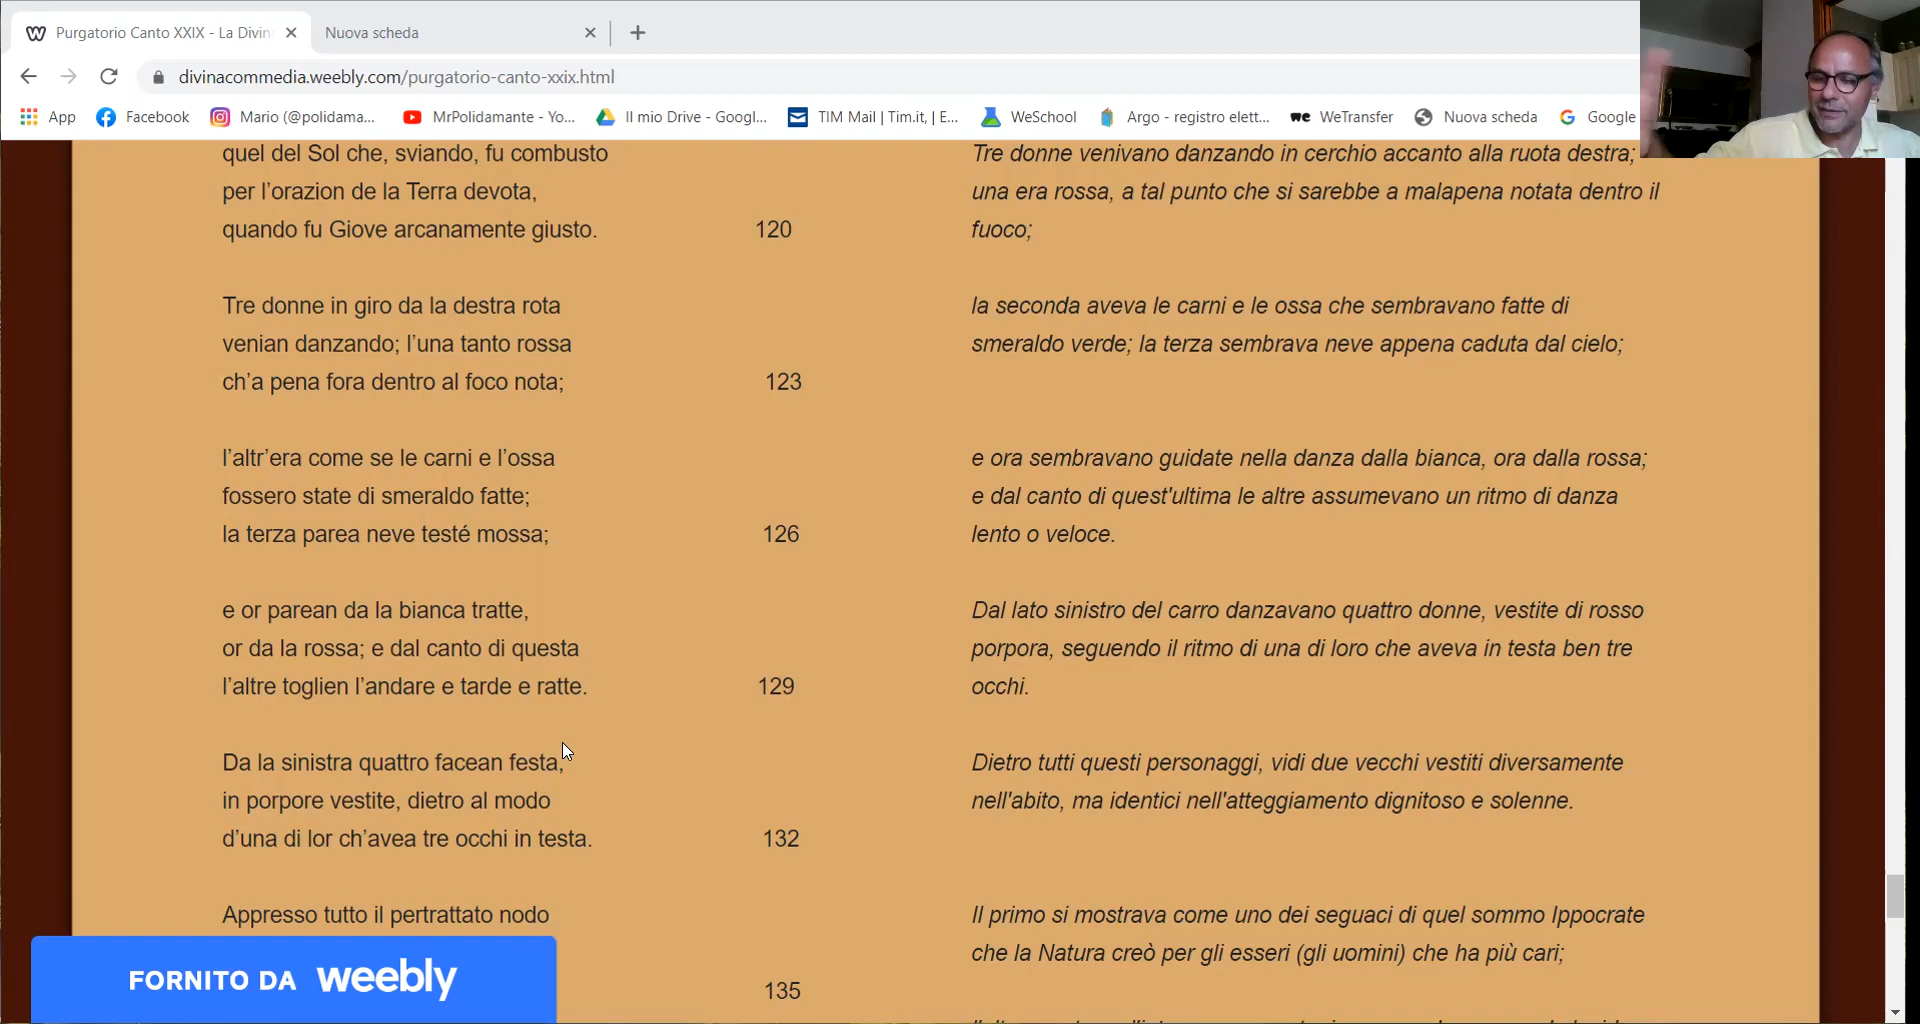 Purgatorio Canto XXIX - La Divin
Nuova scheda
divinacommedia.weebly.com/purgatorio-canto-xxix.html
App
Facebook
Mario (@polidama...
MrPolidamante - Yo...
Il mio Drive - Googl...
TIM Mail | Tim.it, | E...
WeSchool
Argo - registro elett...
WeTransfer
Nuova scheda
Google
quel del Sol che, sviando, fu combusto
per l'orazion de la Terra devota,
quando fu Giove arcanamente giusto.
120
Tre donne in giro da la destra rota
venian danzando; l'una tanto rossa
ch'a pena fora dentro al foco nota;
123
l'altr'era come se le carni e l'ossa
fossero state di smeraldo fatte;
la terza parea neve testé mossa;
126
e or parean da la bianca tratte,
or da la rossa; e dal canto di questa
l'altre toglien l'andare e tarde e ratte.
129
Da la sinistra quattro facean festa,
in porpore vestite, dietro al modo
d'una di lor ch'avea tre occhi in testa.
132
Appresso tutto il pertrattato nodo
135
Tre donne venivano danzando in cerchio accanto alla ruota destra;
una era rossa, a tal punto che si sarebbe a malapena notata dentro il
fuoco;
la seconda aveva le carni e le ossa che sembravano fatte di
smeraldo verde; la terza sembrava neve appena caduta dal cielo;
e ora sembravano guidate nella danza dalla bianca, ora dalla rossa;
e dal canto di quest'ultima le altre assumevano un ritmo di danza
lento o veloce.
Dal lato sinistro del carro danzavano quattro donne, vestite di rosso
porpora, seguendo il ritmo di una di loro che aveva in testa ben tre
occhi.
Dietro tutti questi personaggi, vidi due vecchi vestiti diversamente
nell'abito, ma identici nell'atteggiamento dignitoso e solenne.
Il primo si mostrava come uno dei seguaci di quel sommo Ippocrate
che la Natura creò per gli esseri (gli uomini) che ha più cari;
FORNITO DA weebly